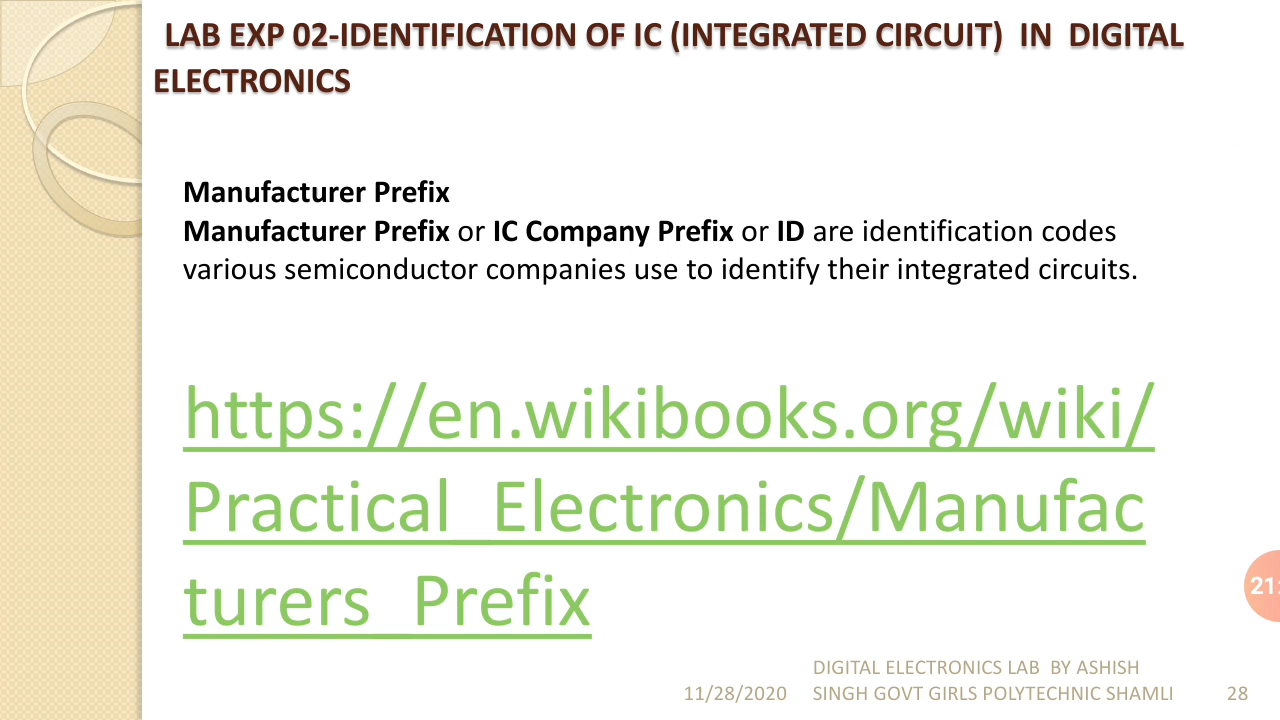 LAB EXP 02-IDENTIFICATION OF IC (INTEGRATED CIRCUIT) IN DIGITAL
ELECTRONICS
Manufacturer Prefix
Manufacturer Prefix or IC Company Prefix or ID are identification codes
various semiconductor companies use to identify their integrated circuits.
https://en.wikibooks.org/wiki/
Practical_Electronics/Manufac
turers_Prefix
21:
DIGITAL ELECTRONICS LAB BY ASHISH
11/28/2020 SINGH GOVT GIRLS POLYTECHNIC SHAMLI 28